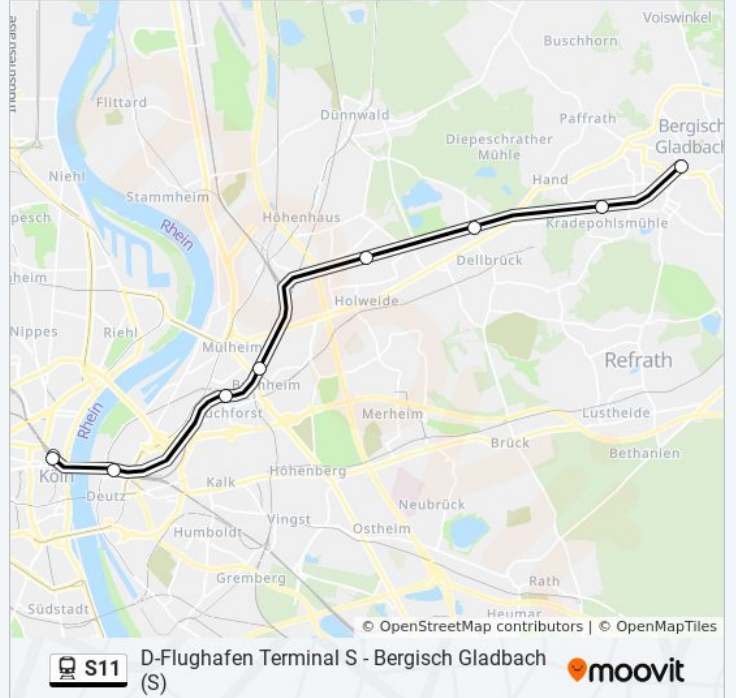 Voiswinkel
Buschhorn
Flittard
Dünnwald
Paffrath
Bergisch
Gladbach
Diepeschrather
Mühle
Niehl
Hand
Stammheim
pesch
Höhenhaus
Kradepohlsmühle
Rhein
Dellbrück
heim
Holweide
Nippes
Riehl
Mülheim
Refrath
Buchheim
Buchforst
Rhein
Merheim
Lustheide
Brück
Bethanien
Köln
Höhenberg
Kalk
Deutz
Neubrück
Vingst
Humboldt
Ostheim
Gremberg
Rath
Südstadt
Heumar
© OpenStreetMap contributors | © OpenMapTiles
S11
D-Flughafen Terminal S - Bergisch Gladbach
(S)
moovit